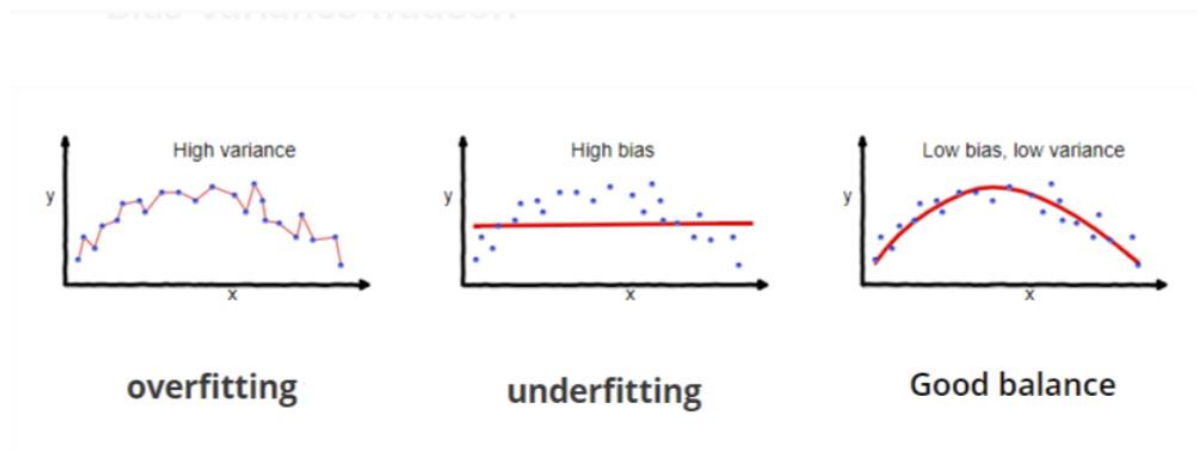 High variance
y
x
overfitting
High bias
y
x
underfitting
Low bias, low variance
y
x
Good balance